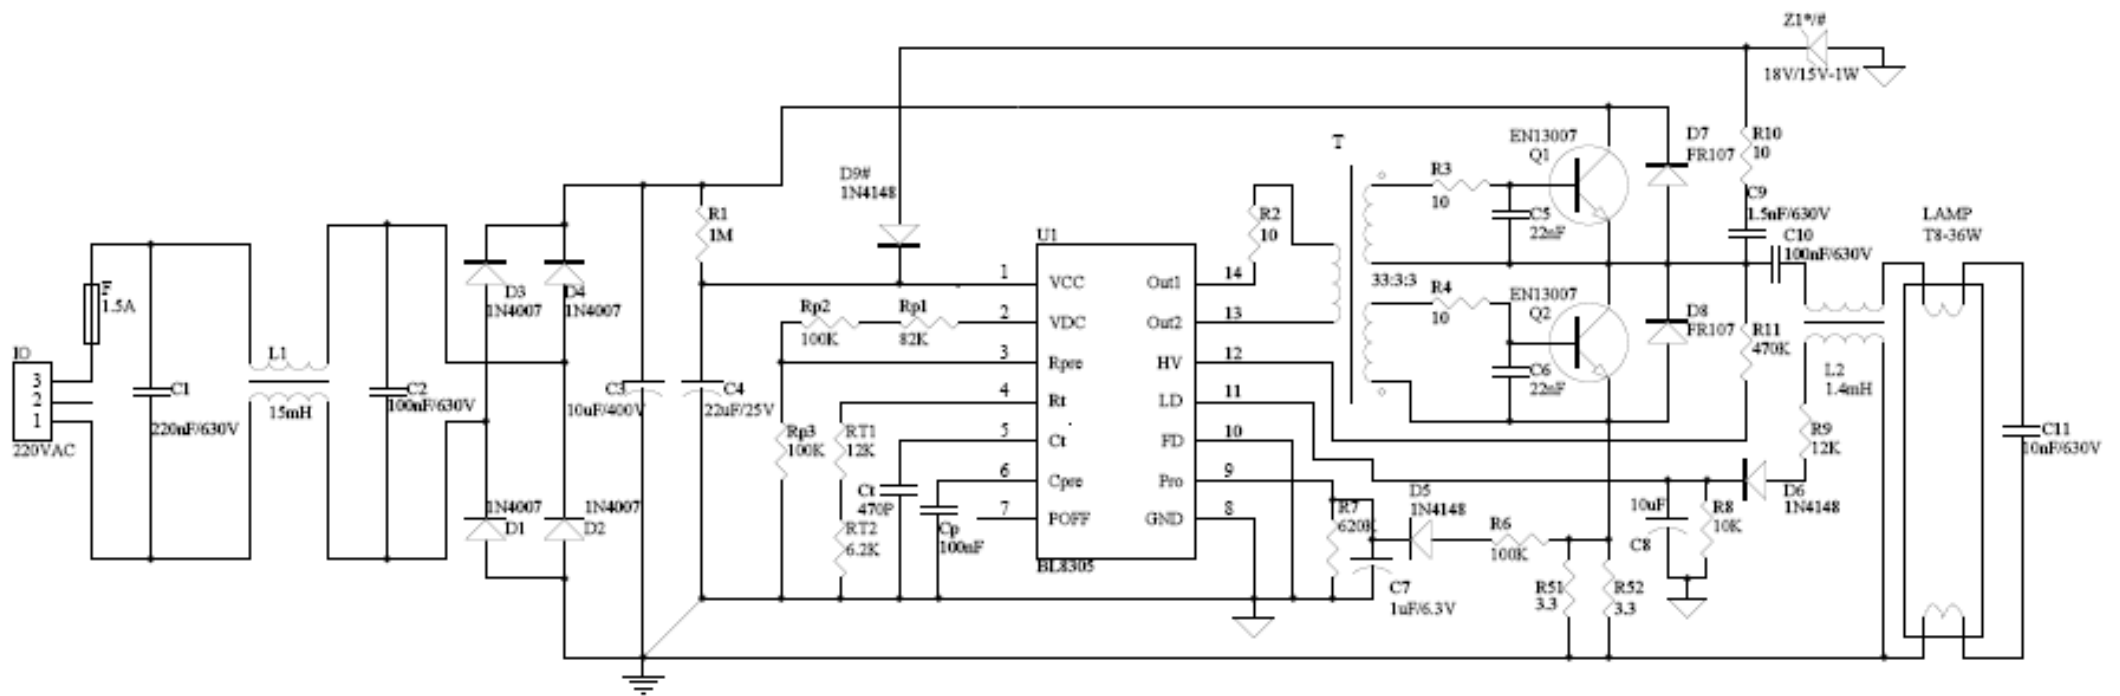 Z1*/#
18V/15V-1W
T
EN13007
Q1
D7
FR107
R10
10
D9#
1N4148
R3
10
C5
22nF
C9
1.5nF/630V
C10
100nF/630V
LAMP
T8-36W
R1
1M
R2
10
U1
1 VCC Out1 14
2 VDC Out2 13
3 Rpre HV 12
4 Rt LD 11
5 Ct FD 10
6 Cpre Pro 9
7 POFF GND 8
BL8305
33:3:3
R4
10
EN13007
Q2
D8
FR107
R11
470K
C6
22nF
L2
1.4mH
F
1.5A
D3
1N4007
D4
1N4007
Rp2
100K
Rp1
82K
IO
3
2
1
220VAC
L1
15mH
C1
220nF/630V
C2
100nF/630V
C3
10uF/400V
C4
22uF/25V
Rp3
100K
RT1
12K
R9
12K
C11
10nF/630V
Ct
470P
1N4007
D1
1N4007
D2
Cp
100nF
RT2
6.2K
R7
620K
D5
1N4148
R6
100K
10uF
C8
R8
10K
D6
1N4148
C7
1uF/6.3V
R51
3.3
R52
3.3